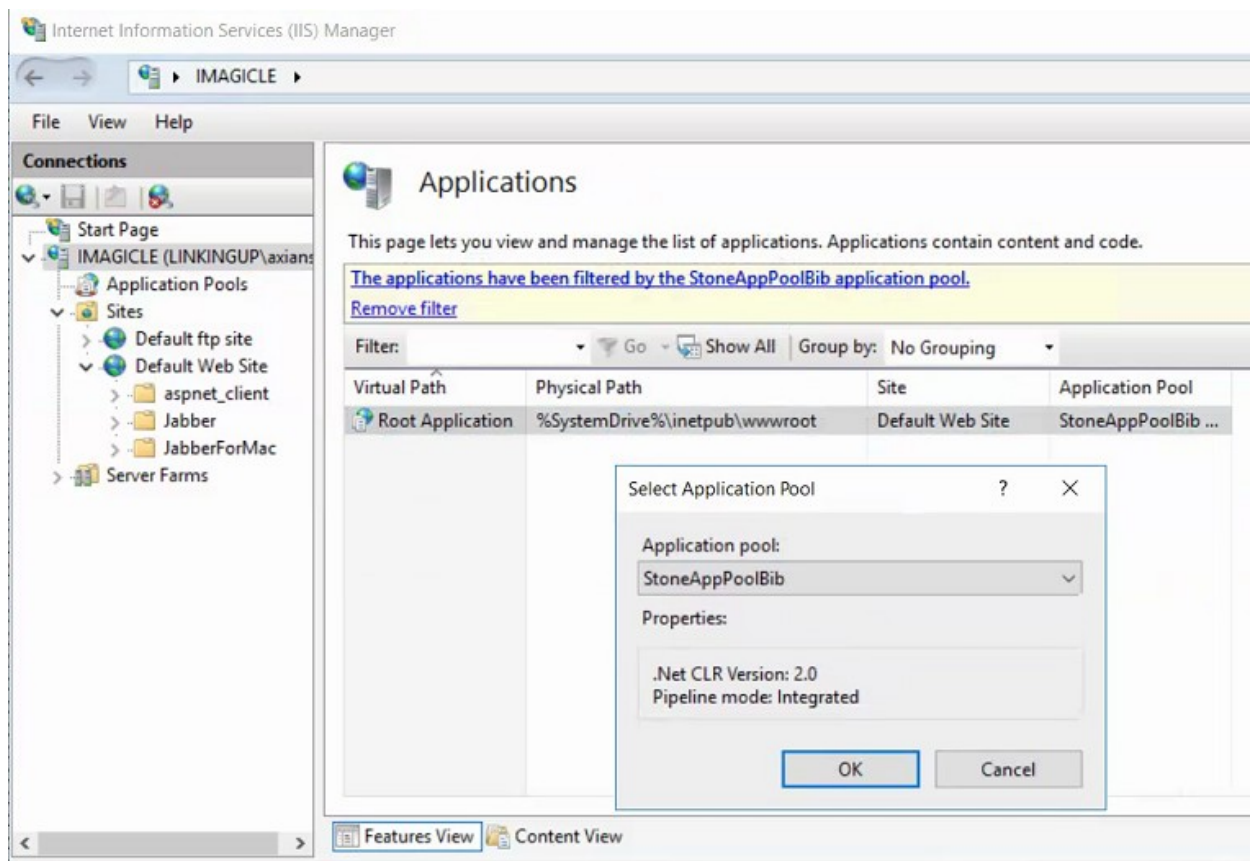 Internet Information Services (IIS) Manager
IMAGICLE
File View Help
Connections
Start Page
IMAGICLE (LINKINGUP\axians
Application Pools
Sites
Default ftp site
Default Web Site
aspnet_client
Jabber
JabberForMac
Server Farms
Applications
This page lets you view and manage the list of applications. Applications contain content and code.
The applications have been filtered by the StoneAppPoolBib application pool.
Remove filter
Filter: Go Show All Group by: No Grouping
Virtual Path Physical Path Site Application Pool
Root Application %SystemDrive%\inetpub\wwwroot Default Web Site StoneAppPoolBib ...
Select Application Pool ?
Application pool:
StoneAppPoolBib
Properties:
.Net CLR Version: 2.0
Pipeline mode: Integrated
OK Cancel
Features View Content View